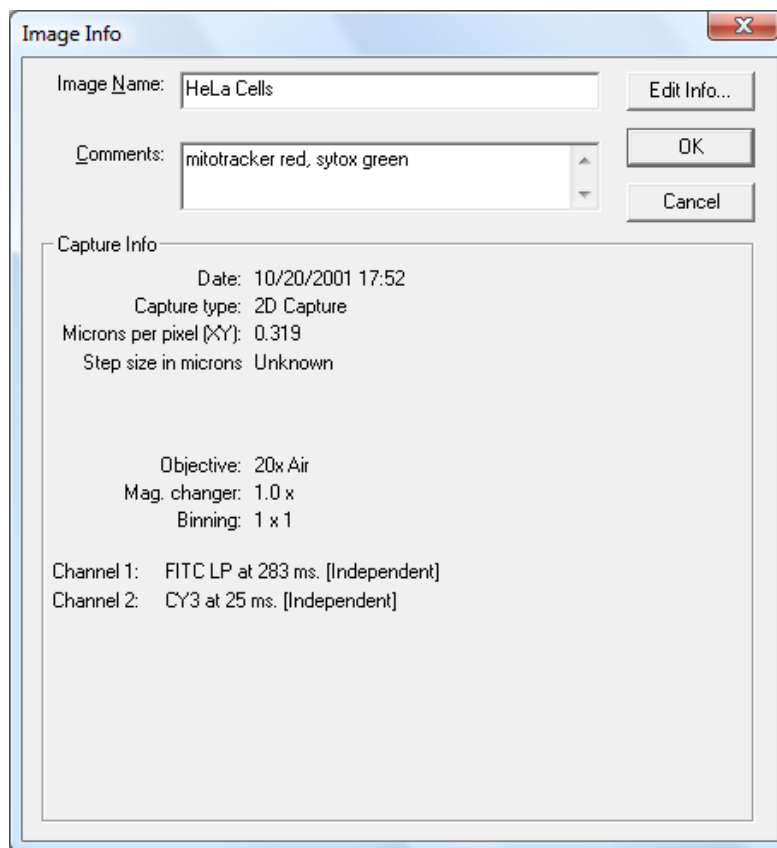 Image Info
Image Name: HeLa Cells
Edit Info...
Comments: mitotracker red, sytox green
OK
Cancel
Capture Info
Date: 10/20/2001 17:52
Capture type: 2D Capture
Microns per pixel (XY): 0.319
Step size in microns Unknown
Objective: 20x Air
Mag. changer: 1.0 x
Binning: 1 x 1
Channel 1: FITC LP at 283 ms. [Independent]
Channel 2: CY3 at 25 ms. [Independent]